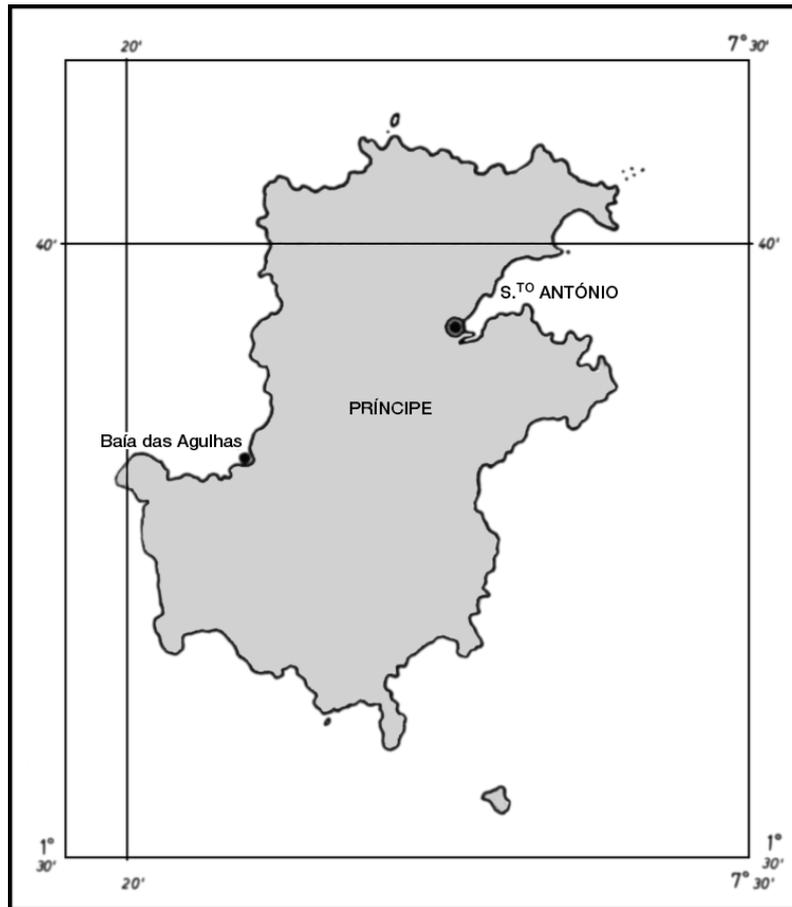 20' 7° 30'
40' 40'
S.TO ANTÓNIO
PRÍNCIPE
Baía das Agulhas
1° 30' 1° 30'
20' 7° 30'